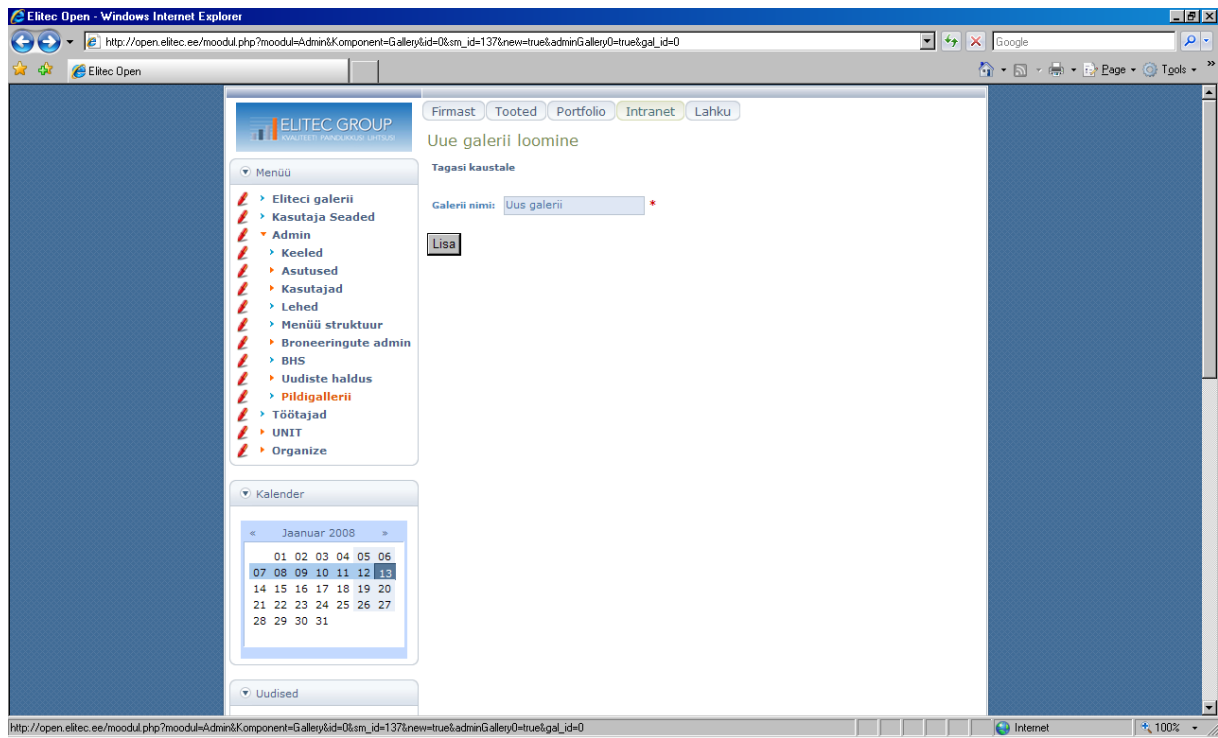 Elitec Open - Windows Internet Explorer
http://open.elitec.ee/moodul.php?moodul=Admin&Komponent=Gallery&id=0&sm_id=137&new=true&adminGallery0=true&gal_id=0
Google
Elitec Open
Page
Tools
»
ELITEC GROUP
Firmast
Tooted
Portfolio
Intranet
Lahku
Uue galerii loomine
Tagasi kaustale
Galerii nimi: Uus galerii *
Lisa
Menüü
Eliteci galerii
Kasutaja Seaded
Admin
Keeled
Asutused
Kasutajad
Lehed
Menüü struktuur
Broneeringute admin
BHS
Uudiste haldus
Pildigallerii
Töötajad
UNIT
Organize
Kalender
« Jaanuar 2008 »
01 02 03 04 05 06
07 08 09 10 11 12 13
14 15 16 17 18 19 20
21 22 23 24 25 26 27
28 29 30 31
Uudised
http://open.elitec.ee/moodul.php?moodul=Admin&Komponent=Gallery&id=0&sm_id=137&new=true&adminGallery0=true&gal_id=0
Internet
100%